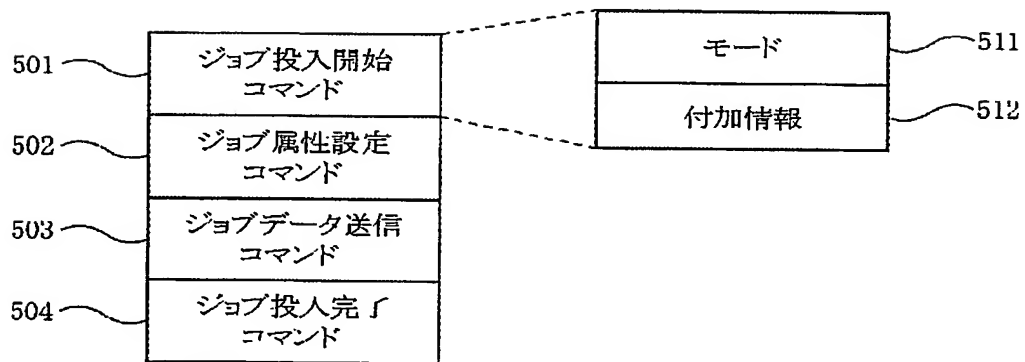 501
ジョブ投入開始
コマンド
502
ジョブ属性設定
コマンド
503
ジョブデータ送信
コマンド
504
ジョブ投入完了
コマンド
モード
511
付加情報
512